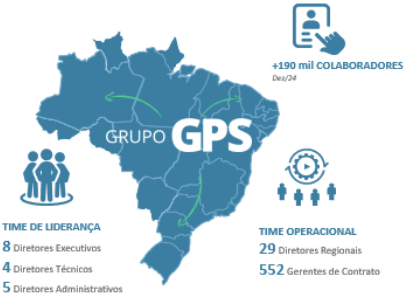 +190 mil COLABORADORES
Dez/24
GRUPO GPS
TIME DE LIDERANÇA
8 Diretores Executivos
4 Diretores Técnicos
5 Diretores Administrativos
TIME OPERACIONAL
29 Diretores Regionais
552 Gerentes de Contrato